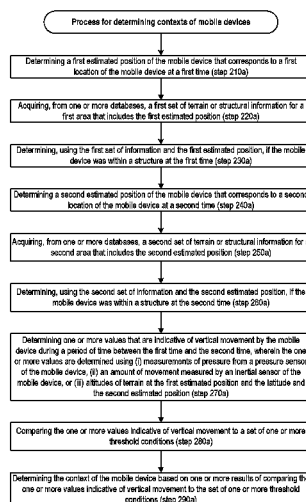 Process for determining contexts of mobile devices
Determining a first estimated position of the mobile device that corresponds to a first
location of the mobile device at a first time (step 210a)
Acquiring, from one or more databases, a first set of terrain or structural information for a
first area that includes the first estimated position (step 220a)
Determining, using the first set of information and the first estimated position, if the mobile
device was within a structure at the first time (step 230a)
Determining a second estimated position of the mobile device that corresponds to a second
location of the mobile device at a second time (step 240a)
Acquiring, from one or more databases, a second set of terrain or structural information for a
second area that includes the second estimated position (step 250a)
Determining, using the second set of information and the second estimated position, if the
mobile device was within a structure at the second time (step 260a)
Determining one or more values that are indicative of vertical movement by the mobile
device during a period of time between the first time and the second time, wherein the one
or more values are determined using (i) measurements of pressure from a pressure sensor
of the mobile device, (ii) an amount of movement measured by an inertial sensor of the
mobile device, or (iii) altitudes of terrain at the first estimated position and the latitude and
the second estimated position (step 270a)
Comparing the one or more values indicative of vertical movement to a set of one or more
threshold conditions (step 280a)
Determining the context of the mobile device based on one or more results of comparing the
one or more values indicative of vertical movement to the set of one or more threshold
conditions (step 290a)